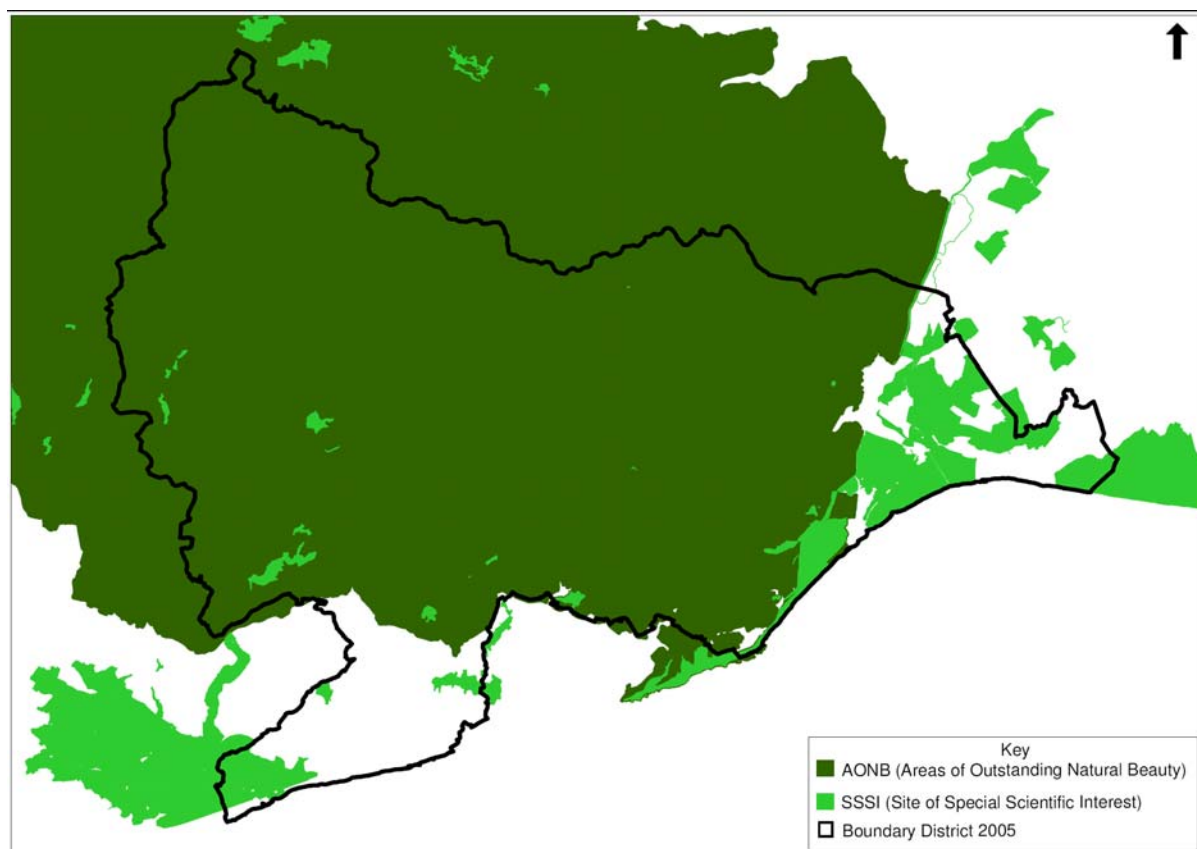 Key
AONB (Areas of Outstanding Natural Beauty)
SSSI (Site of Special Scientific Interest)
Boundary District 2005